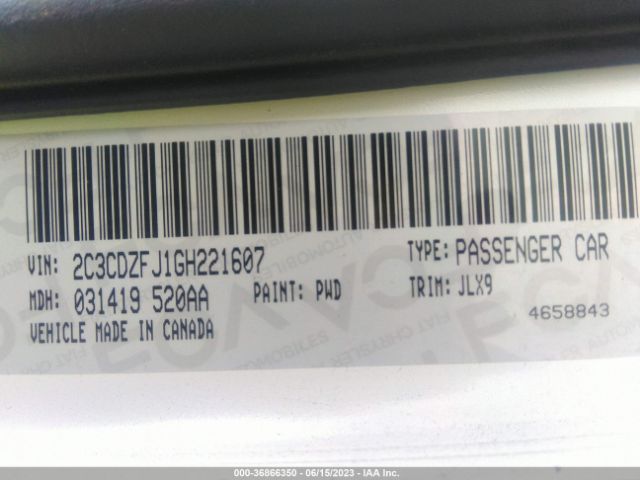 VIN: 2C3CDZFJ1GH221607 TYPE: PASSENGER CAR
MDH: 031419 520AA PAINT: PWD TRIM: JLX9
VEHICLE MADE IN CANADA 4658843
000-36866350 - 06/15/2023 - IAA Inc.